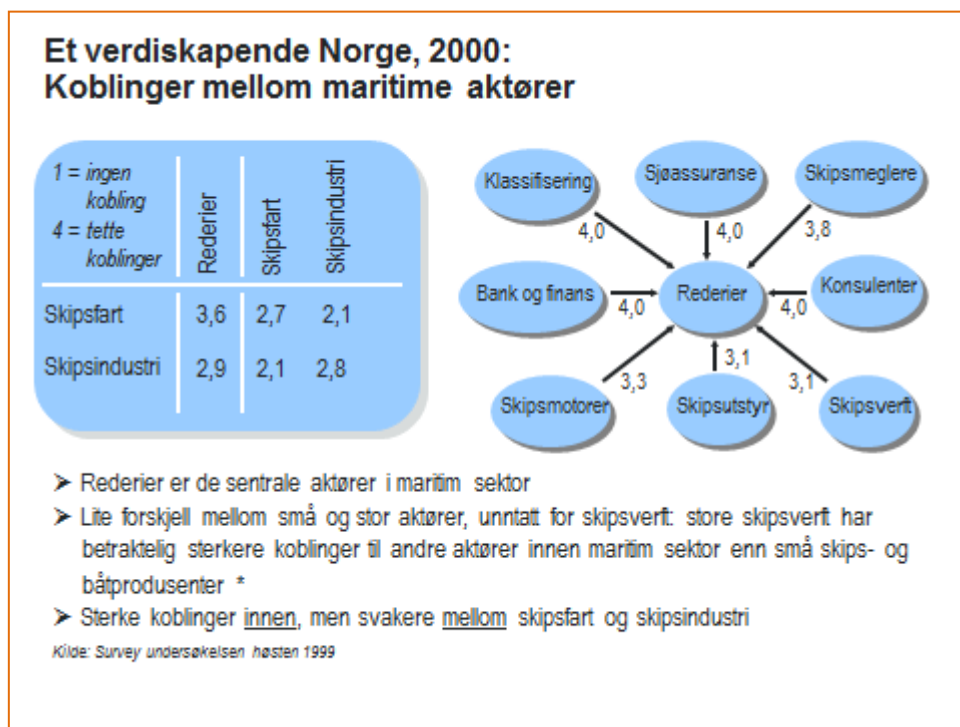 Et verdiskapende Norge, 2000:
Koblinger mellom maritime aktører
1 = ingen
kobling
4 = tette
koblinger
Rederier
Skipsfart
Skipsindustri
Skipsfart 3,6 2,7 2,1
Skipsindustri 2,9 2,1 2,8
Klassifisering
Sjøassuranse
Skipsmeglere
4,0
4,0
3,8
Bank og finans
4,0
Rederier
4,0
Konsulenter
3,3
3,1
3,1
Skipsmotorer
Skipsutstyr
Skipsverft
➤ Rederier er de sentrale aktører i maritim sektor
➤ Lite forskjell mellom små og stor aktører, unntatt for skipsverft: store skipsverft har
betraktelig sterkere koblinger til andre aktører innen maritim sektor enn små skips- og
båtprodusenter *
➤ Sterke koblinger innen, men svakere mellom skipsfart og skipsindustri
Kilde: Survey undersøkelsen høsten 1999